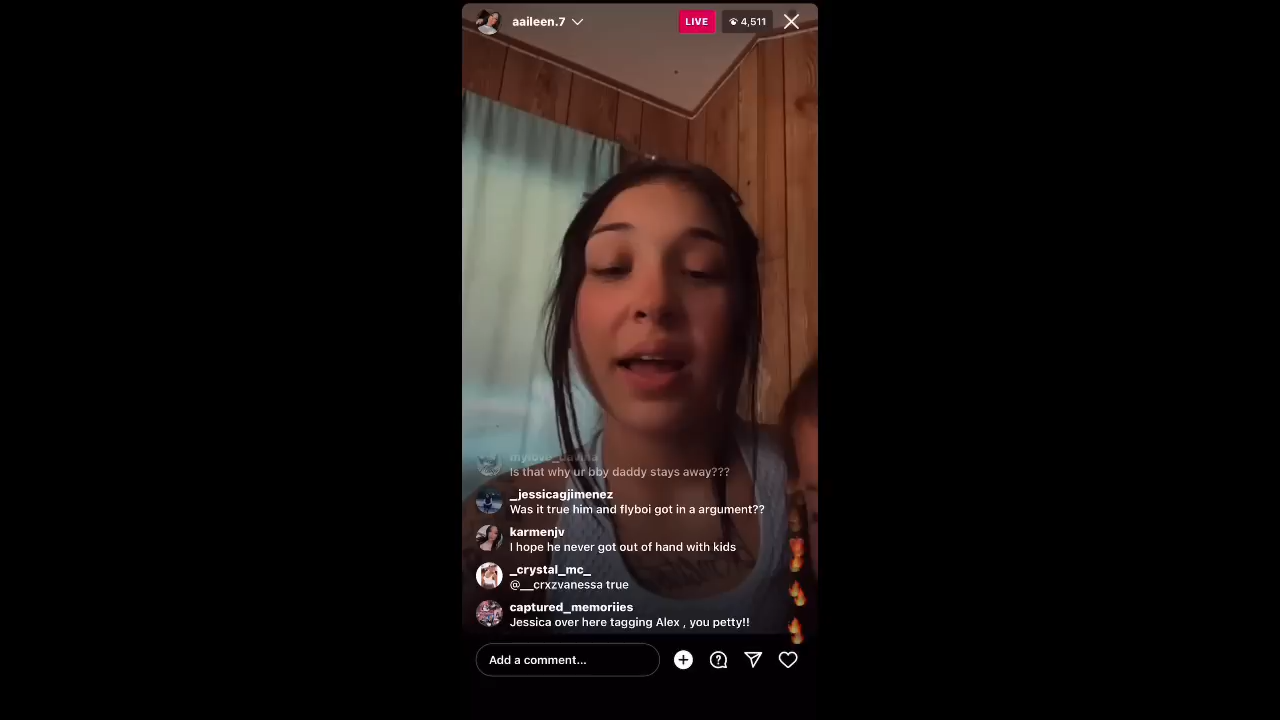 aaileen.7
LIVE
4,511
Is that why ur bby daddy stays away???
_jessicagjimenez
Was it true him and flyboi got in a argument??
karmenjv
I hope he never got out of hand with kids
_crystal_mc_
@__crxzvanessa true
captured_memoriies
Jessica over here tagging Alex , you petty!!
Add a comment...